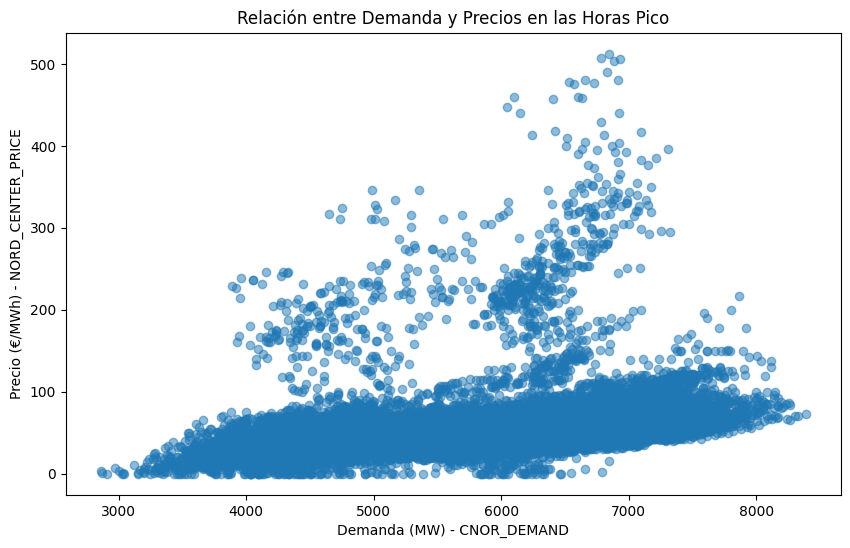 Relación entre Demanda y Precios en las Horas Pico
Precio (€/MWh) - NORD_CENTER_PRICE
500
400
300
200
100
0
3000 4000 5000 6000 7000 8000
Demanda (MW) - CNOR_DEMAND